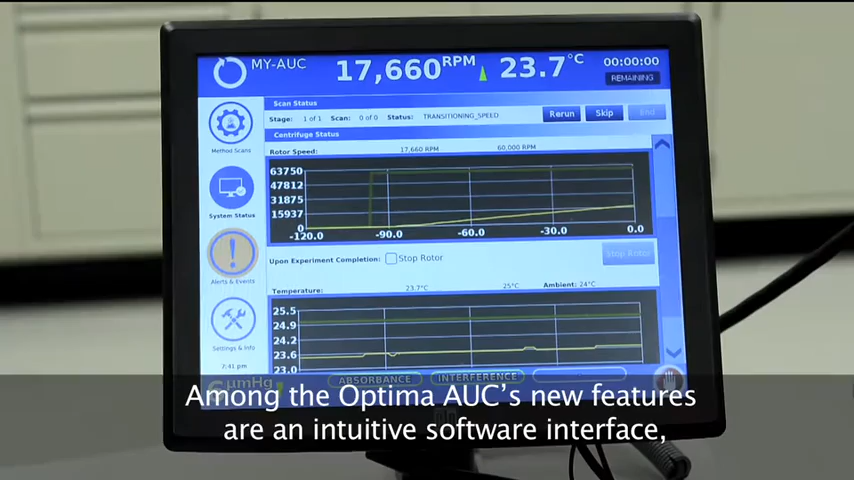 MY-AUC
17,660 RPM
23.7 °C
00:00:00
REMAINING
Scan Status
Stage: 1 of 1 Scan: 0 of 0 Status: TRANSITIONING_SPEED
Rerun
Skip
End
Method Scans
Centrifuge Status
Rotor Speed: 17,660 RPM 60,000 RPM
63750
47812
31875
15937
0
-120.0 -90.0 -60.0 -30.0 0.0
System Status
Upon Experiment Completion: Stop Rotor
Stop Rotor
Alerts & Events
Temperature: 23.7°C 25°C Ambient: 24°C
25.5
24.9
24.2
23.6
23.0
Settings & Info
7:41 pm
6 μmHg
ABSORBANCE
INTERFERENCE
Among the Optima AUC's new features
are an intuitive software interface,